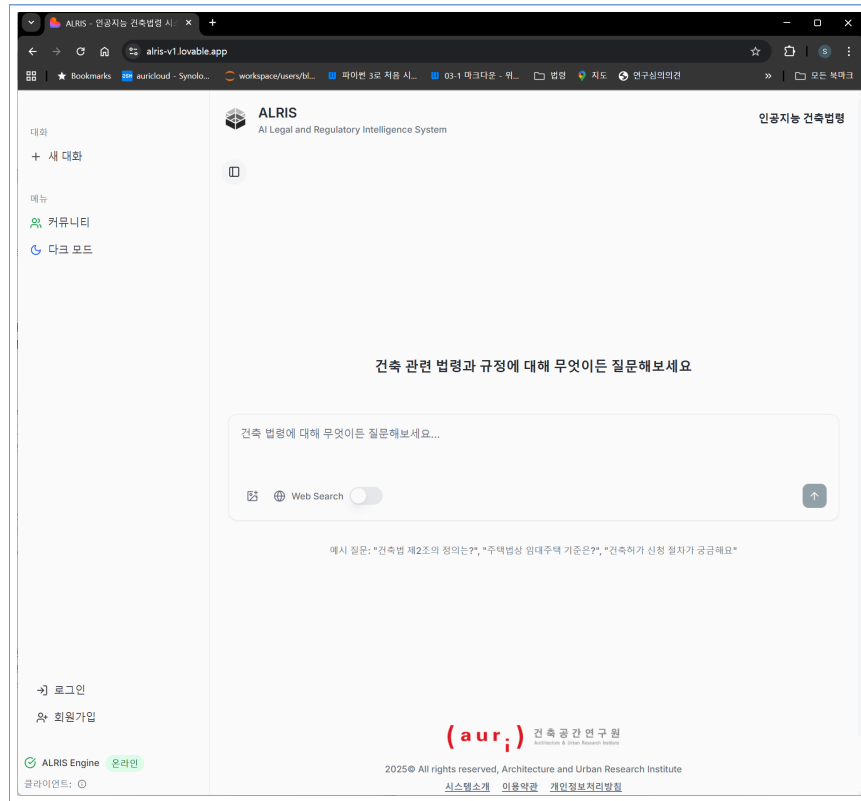 ALRIS - 인공지능 건축법령 시
alris-v1.lovable.app
Bookmarks auricloud - Synolo... workspace/users/bl... 파이썬 3로 처음 시... 03-1 마크다운 - 위... 법령 지도 연구심의의견 » 모든 북마크
ALRIS
AI Legal and Regulatory Intelligence System
인공지능 건축법령
대화
+ 새 대화
메뉴
커뮤니티
다크 모드
건축 관련 법령과 규정에 대해 무엇이든 질문해보세요
건축 법령에 대해 무엇이든 질문해보세요...
Web Search
예시 질문: "건축법 제2조의 정의는?", "주택법상 임대주택 기준은?", "건축허가 신청 절차가 궁금해요"
로그인
회원가입
ALRIS Engine 온라인
클라이언트:
(auri) 건축공간연구원
Architecture & Urban Research Institute
2025© All rights reserved, Architecture and Urban Research Institute
시스템소개 이용약관 개인정보처리방침